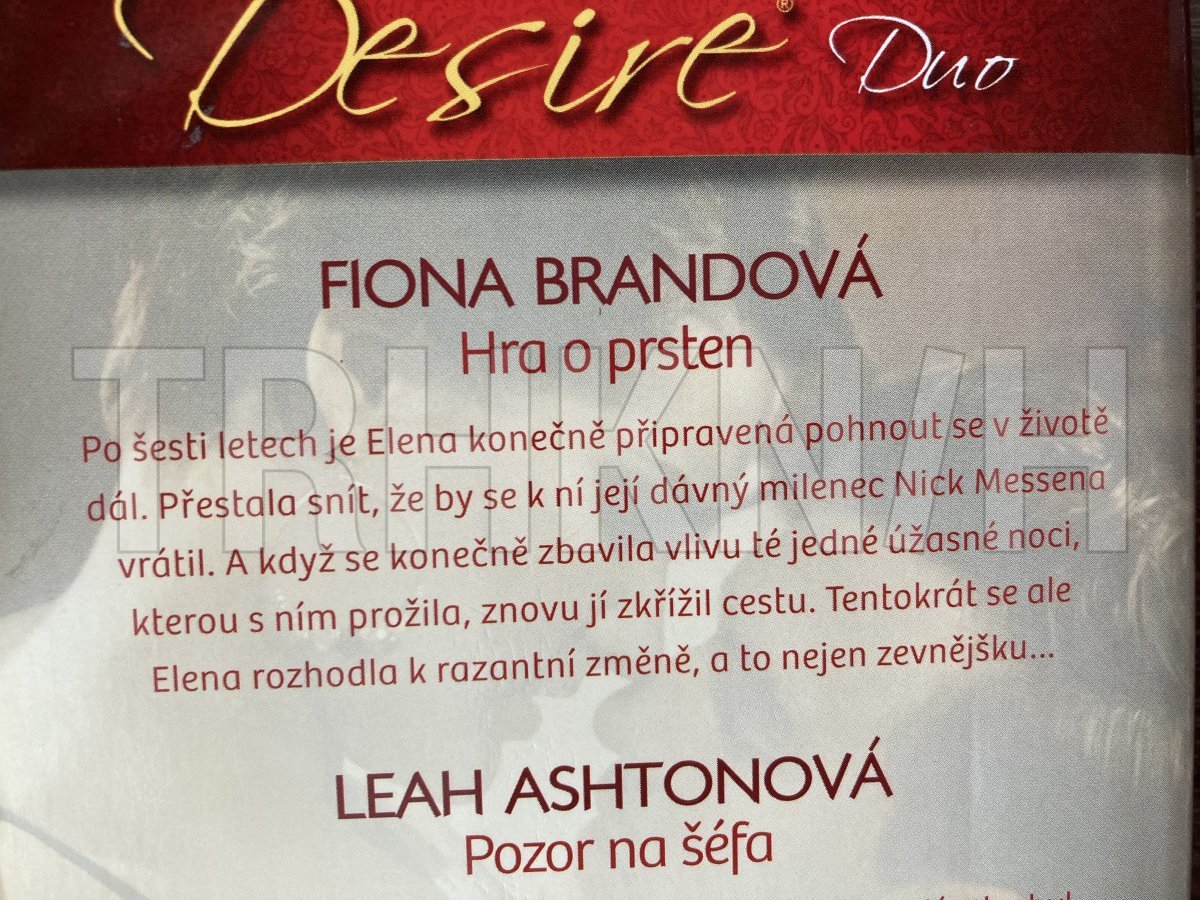 Desire® Duo
FIONA BRANDOVÁ
Hra o prsten
TRHKNIH
Po šesti letech je Elena konečně připravená pohnout se v životě
dál. Přestala snít, že by se k ní její dávný milenec Nick Messena
vrátil. A když se konečně zbavila vlivu té jedné úžasné noci,
kterou s ním prožila, znovu jí zkřížil cestu. Tentokrát se ale
Elena rozhodla k razantní změně, a to nejen zevnějšku...
LEAH ASHTONOVÁ
Pozor na šéfa